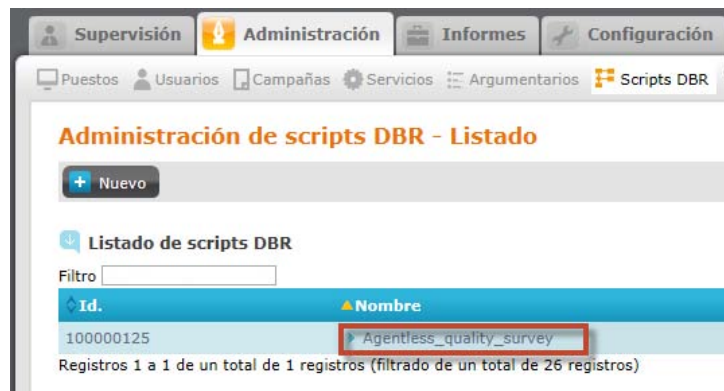 Supervisión Administración Informes Configuración
Puestos Usuarios Campañas Servicios Argumentarios Scripts DBR
Administración de scripts DBR - Listado
Nuevo
Listado de scripts DBR
Filtro
Id. Nombre
100000125 Agentless_quality_survey
Registros 1 a 1 de un total de 1 registros (filtrado de un total de 26 registros)